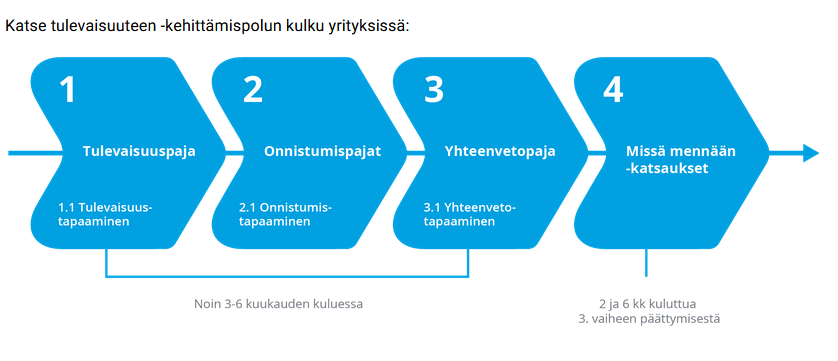 Katse tulevaisuuteen -kehittämispolun kulku yrityksissä:
1
Tulevaisuuspaja
1.1 Tulevaisuus-
tapaaminen
2
Onnistumispajat
2.1 Onnistumis-
tapaaminen
3
Yhteenvetopaja
3.1 Yhteenveto-
tapaaminen
4
Missä mennään
-katsaukset
Noin 3-6 kuukauden kuluessa
2 ja 6 kk kuluttua
3. vaiheen päättymisestä